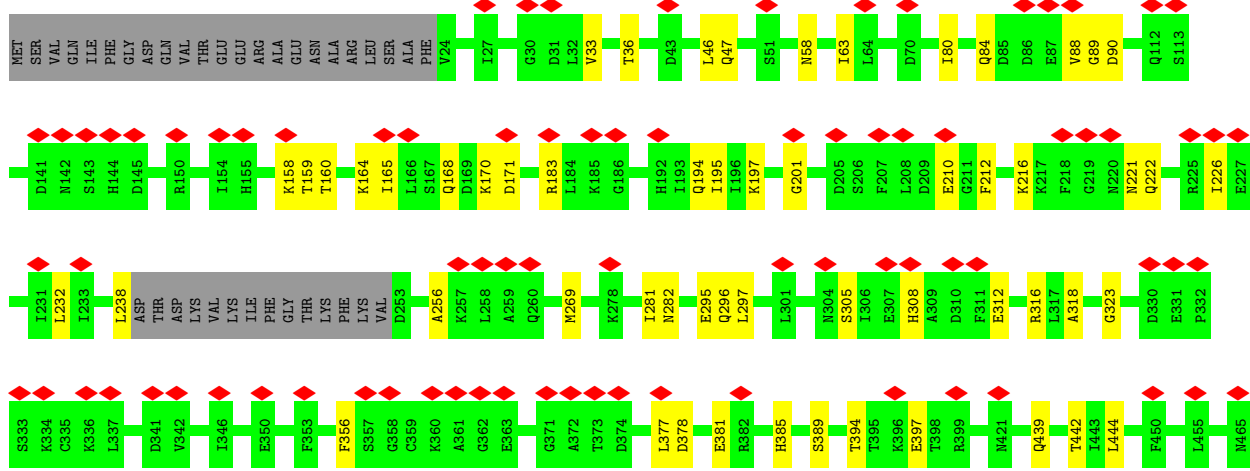 MET SER VAL GLN ILE PHE GLY ASP GLN VAL THR GLU GLU ARG ALA GLU ASN ALA ARG LEU SER ALA PHE V24 I27 G30 D31 L32 V33 T36 D43 L46 Q47 S51 N58 I63 L64 D70 I80 Q84 D85 D86 E87 V88 G89 D90 Q112 S113
D141 N142 S143 H144 D145 R150 I154 H155 K158 T159 T160 K164 I165 L166 S167 Q168 D169 K170 D171 R183 L184 K185 G186 H192 I193 Q194 I195 I196 K197 G201 D205 S206 F207 L208 D209 E210 G211 F212 K216 K217 F218 G219 N220 N221 Q222 R225 I226 E227
I231 L232 I233 L238 ASP THR ASP LYS VAL LYS ILE PHE GLY THR LYS PHE LYS VAL D253 A256 K257 L258 A259 Q260 M269 K278 I281 N282 E295 Q296 L297 L301 N304 S305 I306 E307 H308 A309 D310 F311 E312 R316 L317 A318 G323 D330 E331 P332
S333 K334 C335 K336 L337 D341 V342 I346 E350 F353 F356 S357 G358 C359 K360 A361 G362 E363 G371 A372 T373 D374 L377 D378 E381 R382 H385 S389 T394 T395 K396 E397 T398 R399 N421 Q439 T442 I443 L444 F450 L455 N465